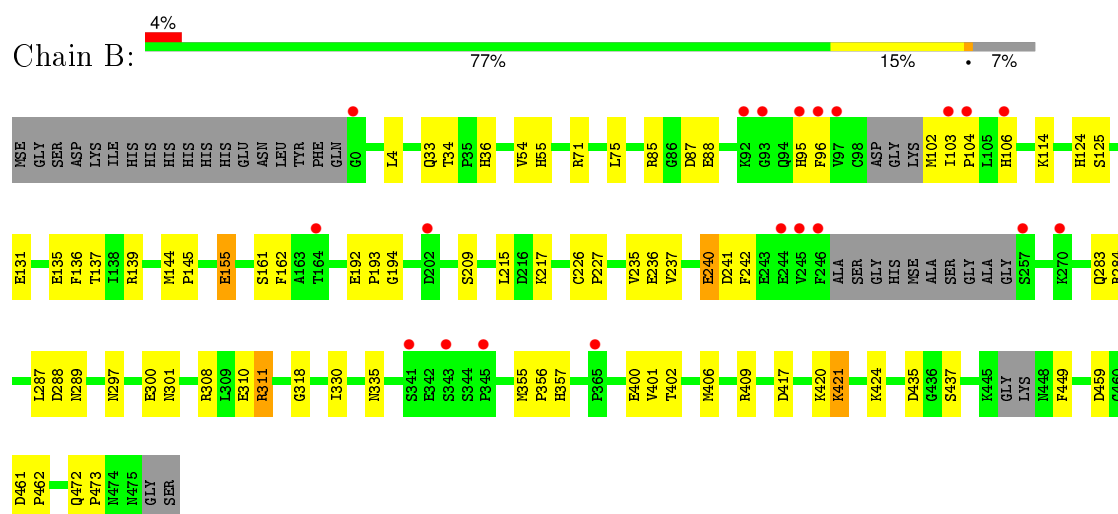 4%
Chain B:
77% 15% • 7%
MSE GLY SER ASP LYS ILE HIS HIS HIS HIS HIS HIS GLU ASN LEU TYR PHE GLN G0 L4 Q33 T34 P35 H36 V54 H55 R71 L75 R85 G86 D87 E88 K92 G93 Q94 H95 F96 V97 C98 ASP GLY LYS M102 I103 P104 L105 H106 K114 H124 S125
E131 E135 F136 T137 I138 R139 M144 P145 E155 S161 F162 A163 T164 E192 P193 G194 D202 S209 L215 D216 K217 C226 P227 V235 E236 V237 E240 D241 F242 E243 E244 V245 F246 ALA SER GLY HIS MSE ALA SER GLY ALA GLY S257 K270 Q283 R284
L287 D288 N289 N297 E300 N301 R308 L309 E310 R311 G318 I330 N335 S341 E342 S343 S344 P345 M355 P356 H357 P365 E400 V401 T402 M406 R409 D417 K420 K421 K424 D435 G436 S437 K445 GLY LYS N448 F449 D459 G460
D461 P462 Q472 P473 N474 N475 GLY SER